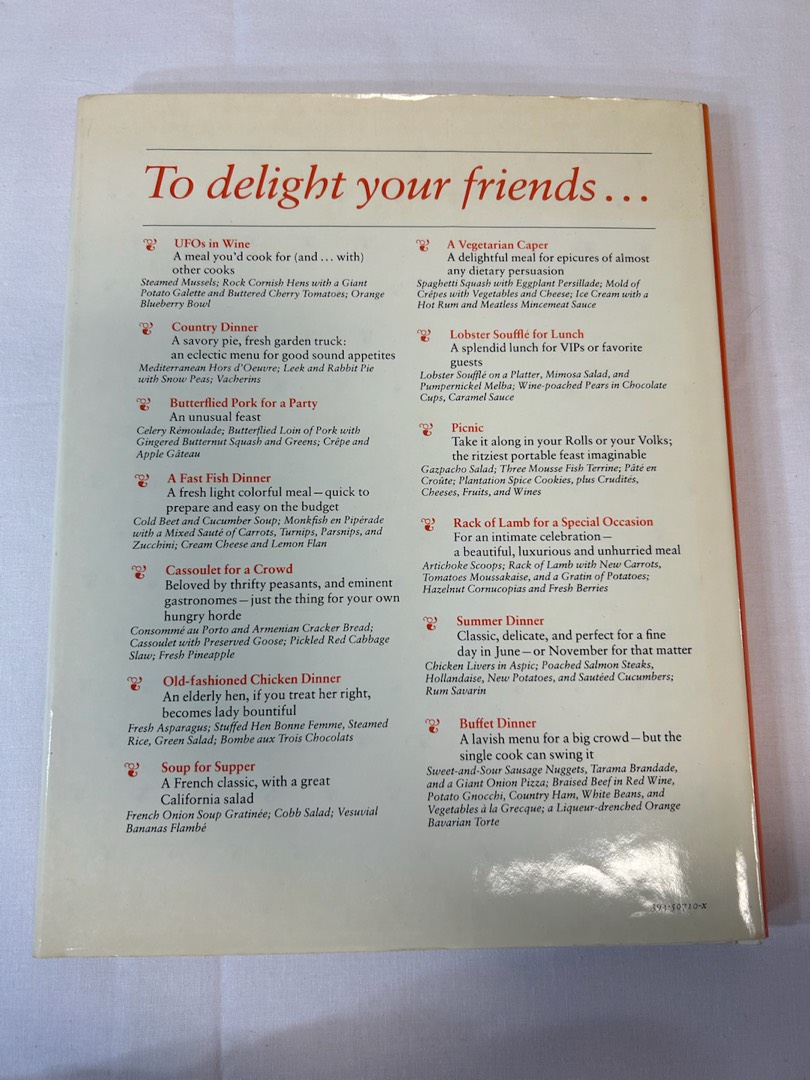 To delight your friends...
UFOs in Wine
A meal you'd cook for (and ... with)
other cooks
Steamed Mussels; Rock Cornish Hens with a Giant
Potato Galette and Buttered Cherry Tomatoes; Orange
Blueberry Bowl
Country Dinner
A savory pie, fresh garden truck:
an eclectic menu for good sound appetites
Mediterranean Hors d'Oeuvre; Leek and Rabbit Pie
with Snow Peas; Vacherins
Butterflied Pork for a Party
An unusual feast
Celery Rémoulade; Butterflied Loin of Pork with
Gingered Butternut Squash and Greens; Crêpe and
Apple Gâteau
A Fast Fish Dinner
A fresh light colorful meal—quick to
prepare and easy on the budget
Cold Beet and Cucumber Soup; Monkfish en Pipérade
with a Mixed Sauté of Carrots, Turnips, Parsnips, and
Zucchini; Cream Cheese and Lemon Flan
Cassoulet for a Crowd
Beloved by thrifty peasants, and eminent
gastronomes—just the thing for your own
hungry horde
Consommé au Porto and Armenian Cracker Bread;
Cassoulet with Preserved Goose; Pickled Red Cabbage
Slaw; Fresh Pineapple
Old-fashioned Chicken Dinner
An elderly hen, if you treat her right,
becomes lady bountiful
Fresh Asparagus; Stuffed Hen Bonne Femme, Steamed
Rice, Green Salad; Bombe aux Trois Chocolats
Soup for Supper
A French classic, with a great
California salad
French Onion Soup Gratinée; Cobb Salad; Vesuvial
Bananas Flambé
A Vegetarian Caper
A delightful meal for epicures of almost
any dietary persuasion
Spaghetti Squash with Eggplant Persillade; Mold of
Crêpes with Vegetables and Cheese; Ice Cream with a
Hot Rum and Meatless Mincemeat Sauce
Lobster Soufflé for Lunch
A splendid lunch for VIPs or favorite
guests
Lobster Soufflé on a Platter, Mimosa Salad, and
Pumpernickel Melba; Wine-poached Pears in Chocolate
Cups, Caramel Sauce
Picnic
Take it along in your Rolls or your Volks;
the ritziest portable feast imaginable
Gazpacho Salad; Three Mousse Fish Terrine; Pâté en
Croûte; Plantation Spice Cookies, plus Crudités,
Cheeses, Fruits, and Wines
Rack of Lamb for a Special Occasion
For an intimate celebration—
a beautiful, luxurious and unhurried meal
Artichoke Scoops; Rack of Lamb with New Carrots,
Tomatoes Moussakaise, and a Gratin of Potatoes;
Hazelnut Cornucopias and Fresh Berries
Summer Dinner
Classic, delicate, and perfect for a fine
day in June—or November for that matter
Chicken Livers in Aspic; Poached Salmon Steaks,
Hollandaise, New Potatoes, and Sautéed Cucumbers;
Rum Savarin
Buffet Dinner
A lavish menu for a big crowd—but the
single cook can swing it
Sweet-and-Sour Sausage Nuggets, Tarama Brandade,
and a Giant Onion Pizza; Braised Beef in Red Wine,
Potato Gnocchi, Country Ham, White Beans, and
Vegetables à la Grecque; a Liqueur-drenched Orange
Bavarian Torte